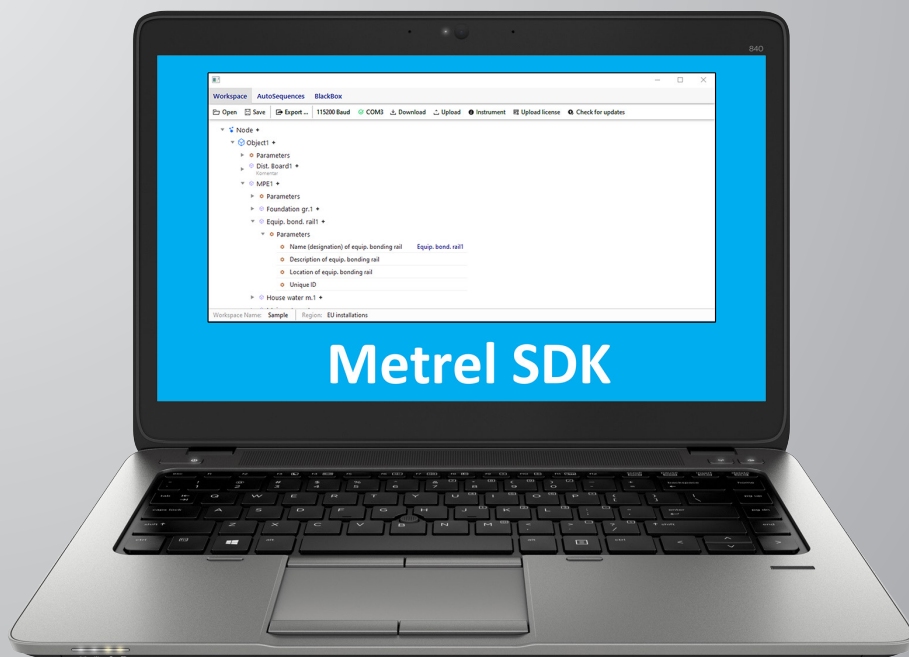 840
Workspace AutoSequences BlackBox
Open Save Export ... 115200 Baud COM3 Download Upload Instrument Upload license Check for updates
Node +
Object1 +
Parameters
Dist. Board1 +
Komentar
MPE1 +
Parameters
Foundation gr.1 +
Equip. bond. rail1 +
Parameters
Name (designation) of equip. bonding rail Equip. bond. rail1
Description of equip. bonding rail
Location of equip. bonding rail
Unique ID
House water m.1 +
Workspace Name: Sample Region: EU installations
Metrel SDK
Q W E R T Y U I O P
A S D F G H J K L
Z X C V B N M